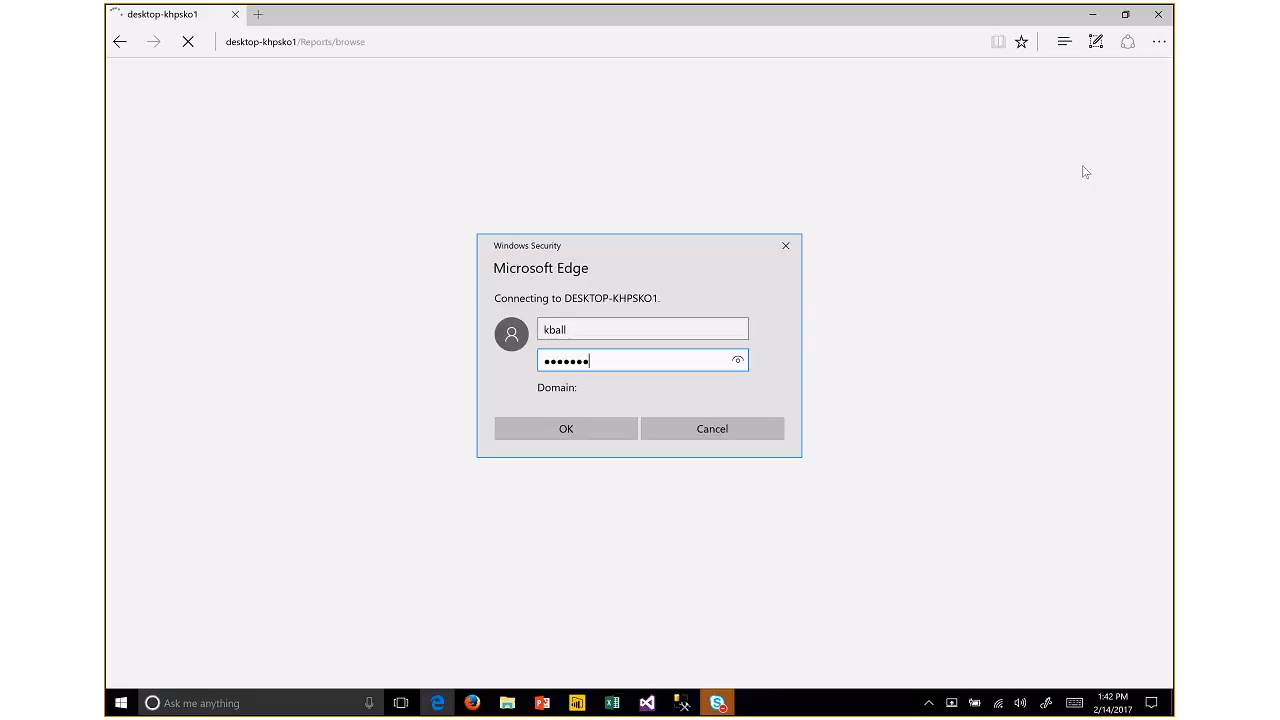 desktop-khpsko1
desktop-khpsko1/Reports/browse
Windows Security
Microsoft Edge
Connecting to DESKTOP-KHPSKO1.
kball
Domain:
OK
Cancel
Ask me anything
1:42 PM
2/14/2017